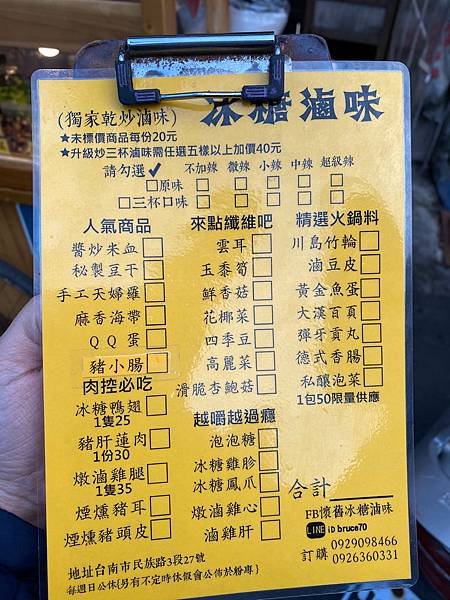 冰糖滷味
(獨家乾炒滷味)
★未標價商品每份20元
★升級炒三杯滷味需任選五樣以上加價40元
請勾選✓ 不加辣 微辣 小辣 中辣 超級辣
□原味 □ □ □ □ □
□三杯口味 □ □ □ □ □
人氣商品
醬炒米血□
秘製豆干□
手工天婦羅□
麻香海帶□
QQ蛋□
豬小腸□
肉控必吃
冰糖鴨翅□
1隻25
豬肝蓮肉□
1份30
燉滷雞腿□
1隻35
煙燻豬耳□
煙燻豬頭皮□
來點纖維吧
雲耳□
玉黍筍□
鮮香菇□
花椰菜□
四季豆□
高麗菜□
滑脆杏鮑菇□
越嚼越過癮
泡泡糖□
冰糖雞胗□
冰糖鳳爪□
燉滷雞心□
滷雞肝□
精選火鍋料
川島竹輪□
滷豆皮□
黃金魚蛋□
大漢百頁□
彈牙貢丸□
德式香腸□
私釀泡菜□
1包50限量供應
合計
FB懷舊冰糖滷味
LINE iD bruce70
訂購 0929098466
0926360331
地址台南市民族路3段27號
每週日公休{另有不定時休假會公佈於粉專}